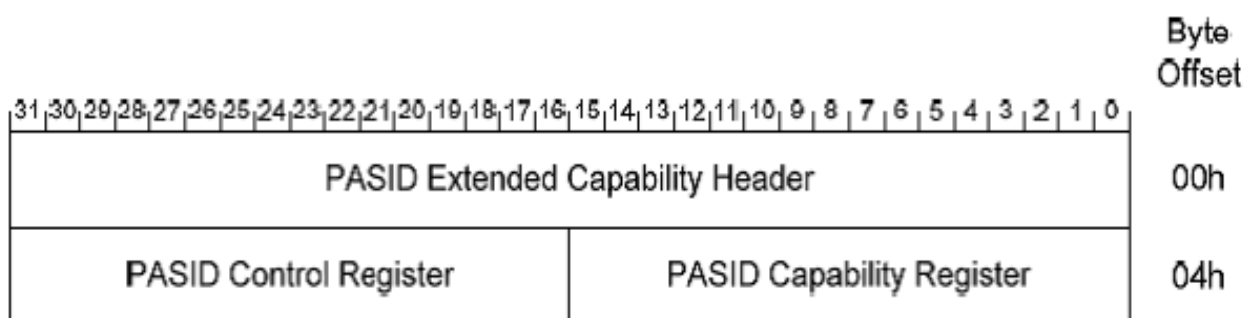 Byte
Offset
31 30 29 28 27 26 25 24 23 22 21 20 19 18 17 16 15 14 13 12 11 10 9 8 7 6 5 4 3 2 1 0
PASID Extended Capability Header 00h
PASID Control Register PASID Capability Register 04h